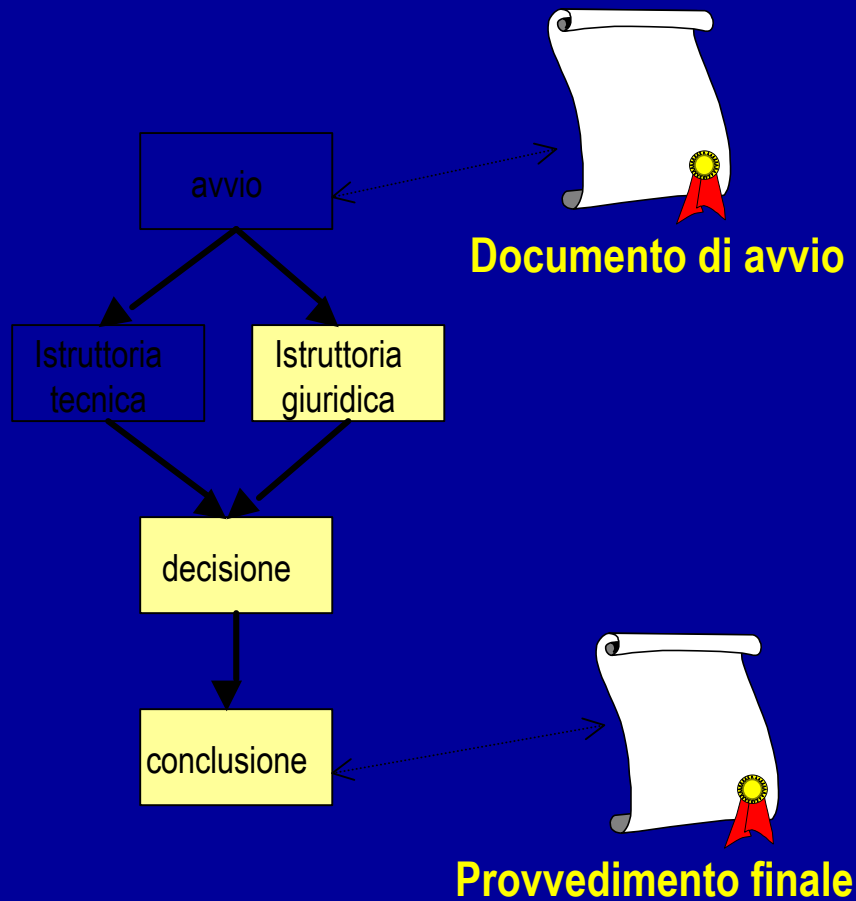 avvio
Documento di avvio
Istruttoria
tecnica
Istruttoria
giuridica
decisione
conclusione
Provvedimento finale